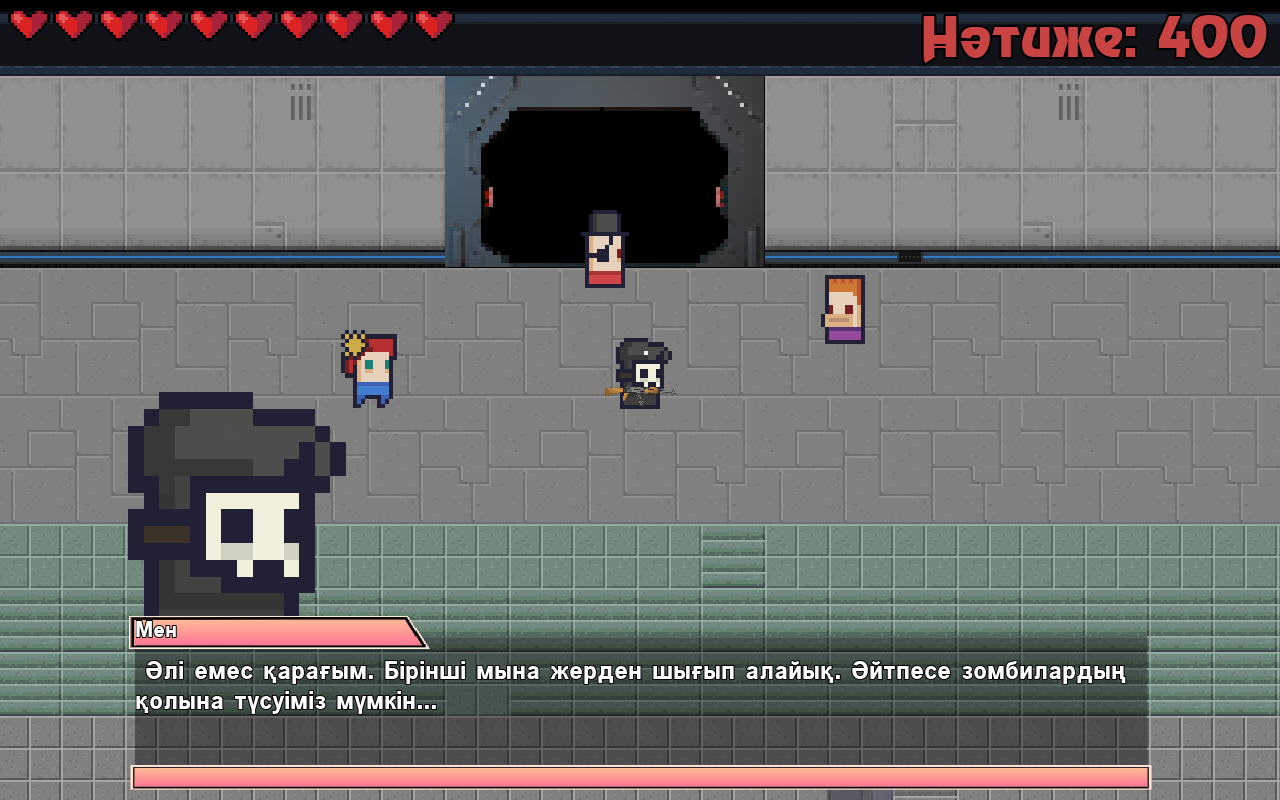 Нәтиже: 400
Мен
Әлі емес қарағым. Бірінші мына жерден шығып алайық. Әйтпесе зомбилардың
қолына түсуіміз мүмкін...